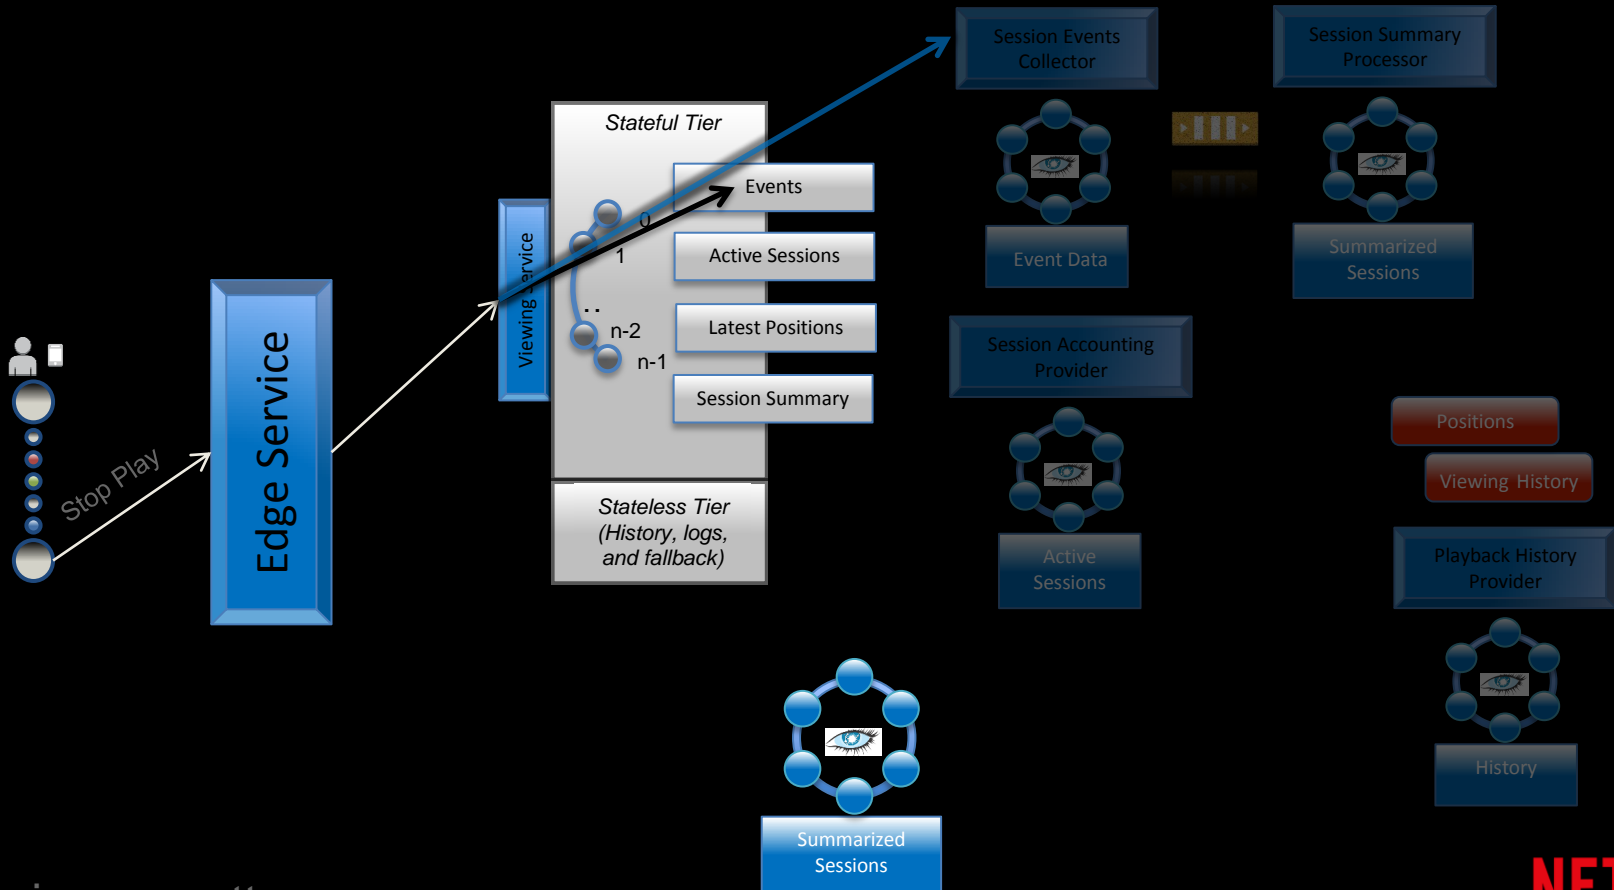 Session Events
Collector
Session Summary
Processor
Stateful Tier
Events
0
1
Active Sessions
..
n-2
n-1
Latest Positions
Session Summary
Viewing Service
Stateless Tier
(History, logs,
and fallback)
Edge Service
Stop Play
Event Data
Summarized
Sessions
Session Accounting
Provider
Active
Sessions
Positions
Viewing History
Playback History
Provider
History
Summarized
Sessions